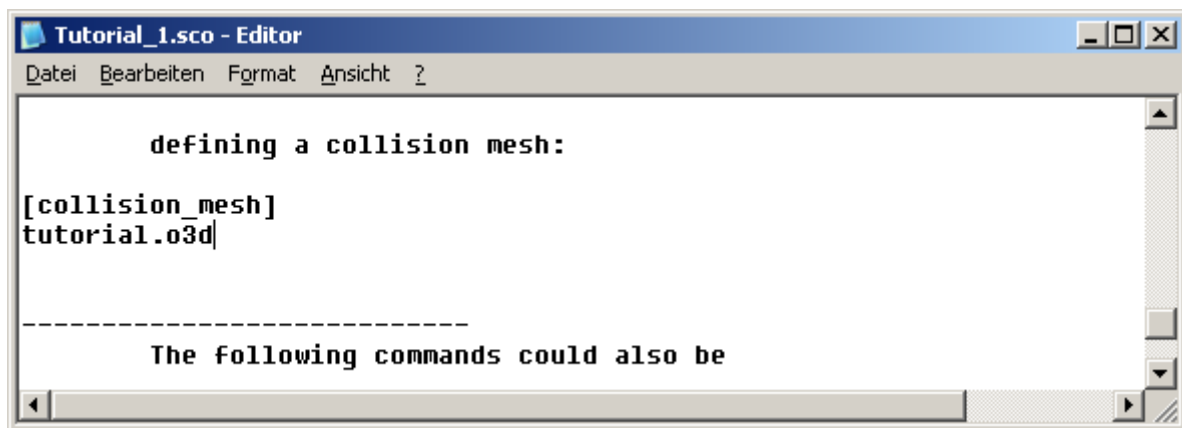 Tutorial_1.sco - Editor
Datei Bearbeiten Format Ansicht ?
defining a collision mesh:
[collision_mesh]
tutorial.o3d
----------------------------
The following commands could also be